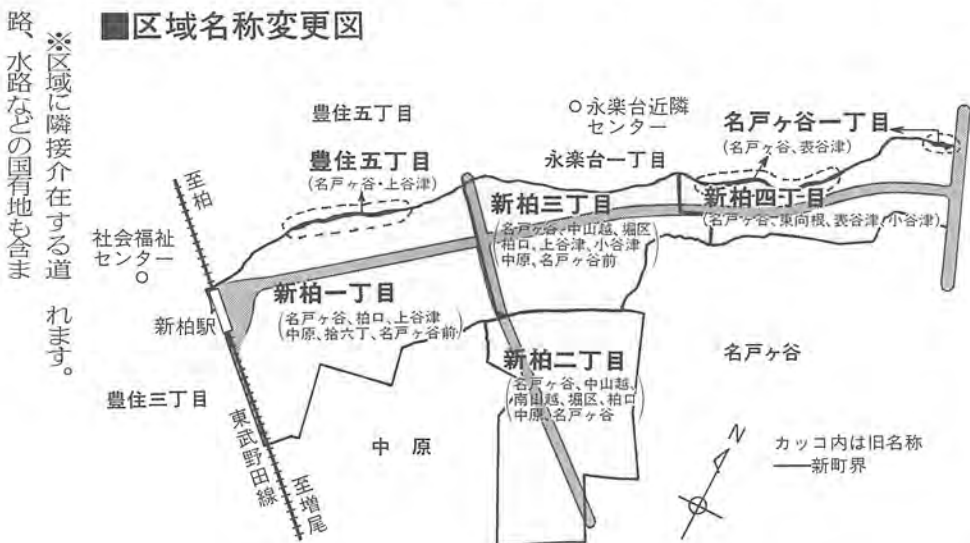 ■区域名称変更図
※区域に隣接介在する道
路、水路などの国有地も含ま
れます。
豊住五丁目
永楽台近隣
センター
名戸ヶ谷一丁目
(名戸ヶ谷、表谷津)
豊住五丁目
(名戸ヶ谷・上谷津)
永楽台一丁目
至柏
新柏三丁目
(名戸ヶ谷、中山越、堀区
柏口、上谷津、小谷津
中原、名戸ヶ谷前)
新柏四丁目
(名戸ヶ谷、東向根、表谷津、小谷津)
社会福祉
センター
新柏駅
新柏一丁目
(名戸ヶ谷、柏口、上谷津
中原、拾六丁、名戸ヶ谷前)
新柏二丁目
(名戸ヶ谷、中山越、
南山越、堀区、柏口
中原、名戸ヶ谷)
名戸ヶ谷
豊住三丁目
東武野田線
中原
至増尾
N
カッコ内は旧名称
―新町界